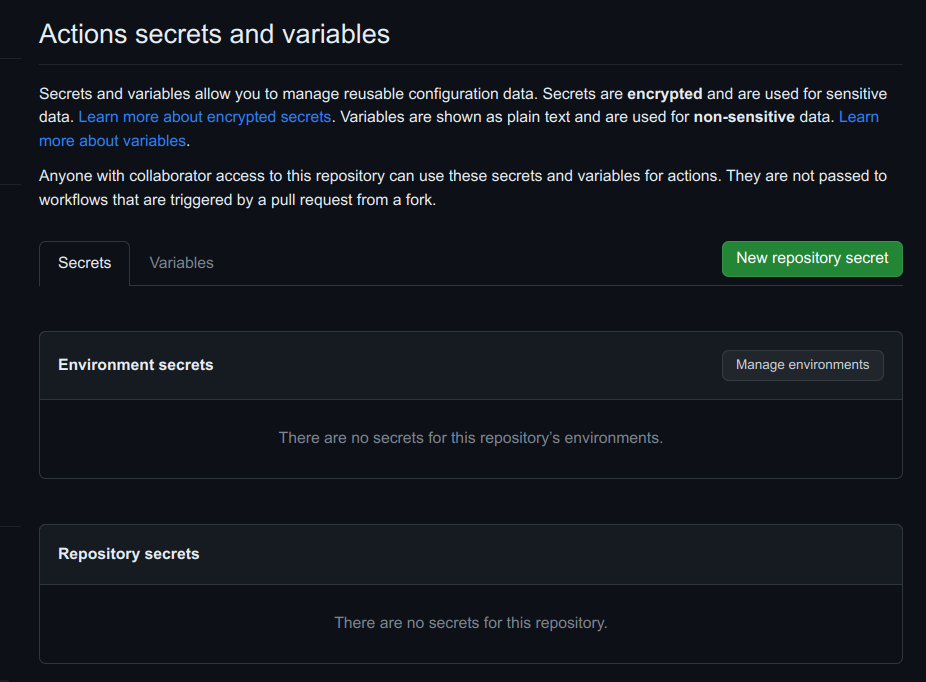 Actions secrets and variables
Secrets and variables allow you to manage reusable configuration data. Secrets are encrypted and are used for sensitive
data. Learn more about encrypted secrets. Variables are shown as plain text and are used for non-sensitive data. Learn
more about variables.
Anyone with collaborator access to this repository can use these secrets and variables for actions. They are not passed to
workflows that are triggered by a pull request from a fork.
Secrets Variables New repository secret
Environment secrets Manage environments
There are no secrets for this repository’s environments.
Repository secrets
There are no secrets for this repository.